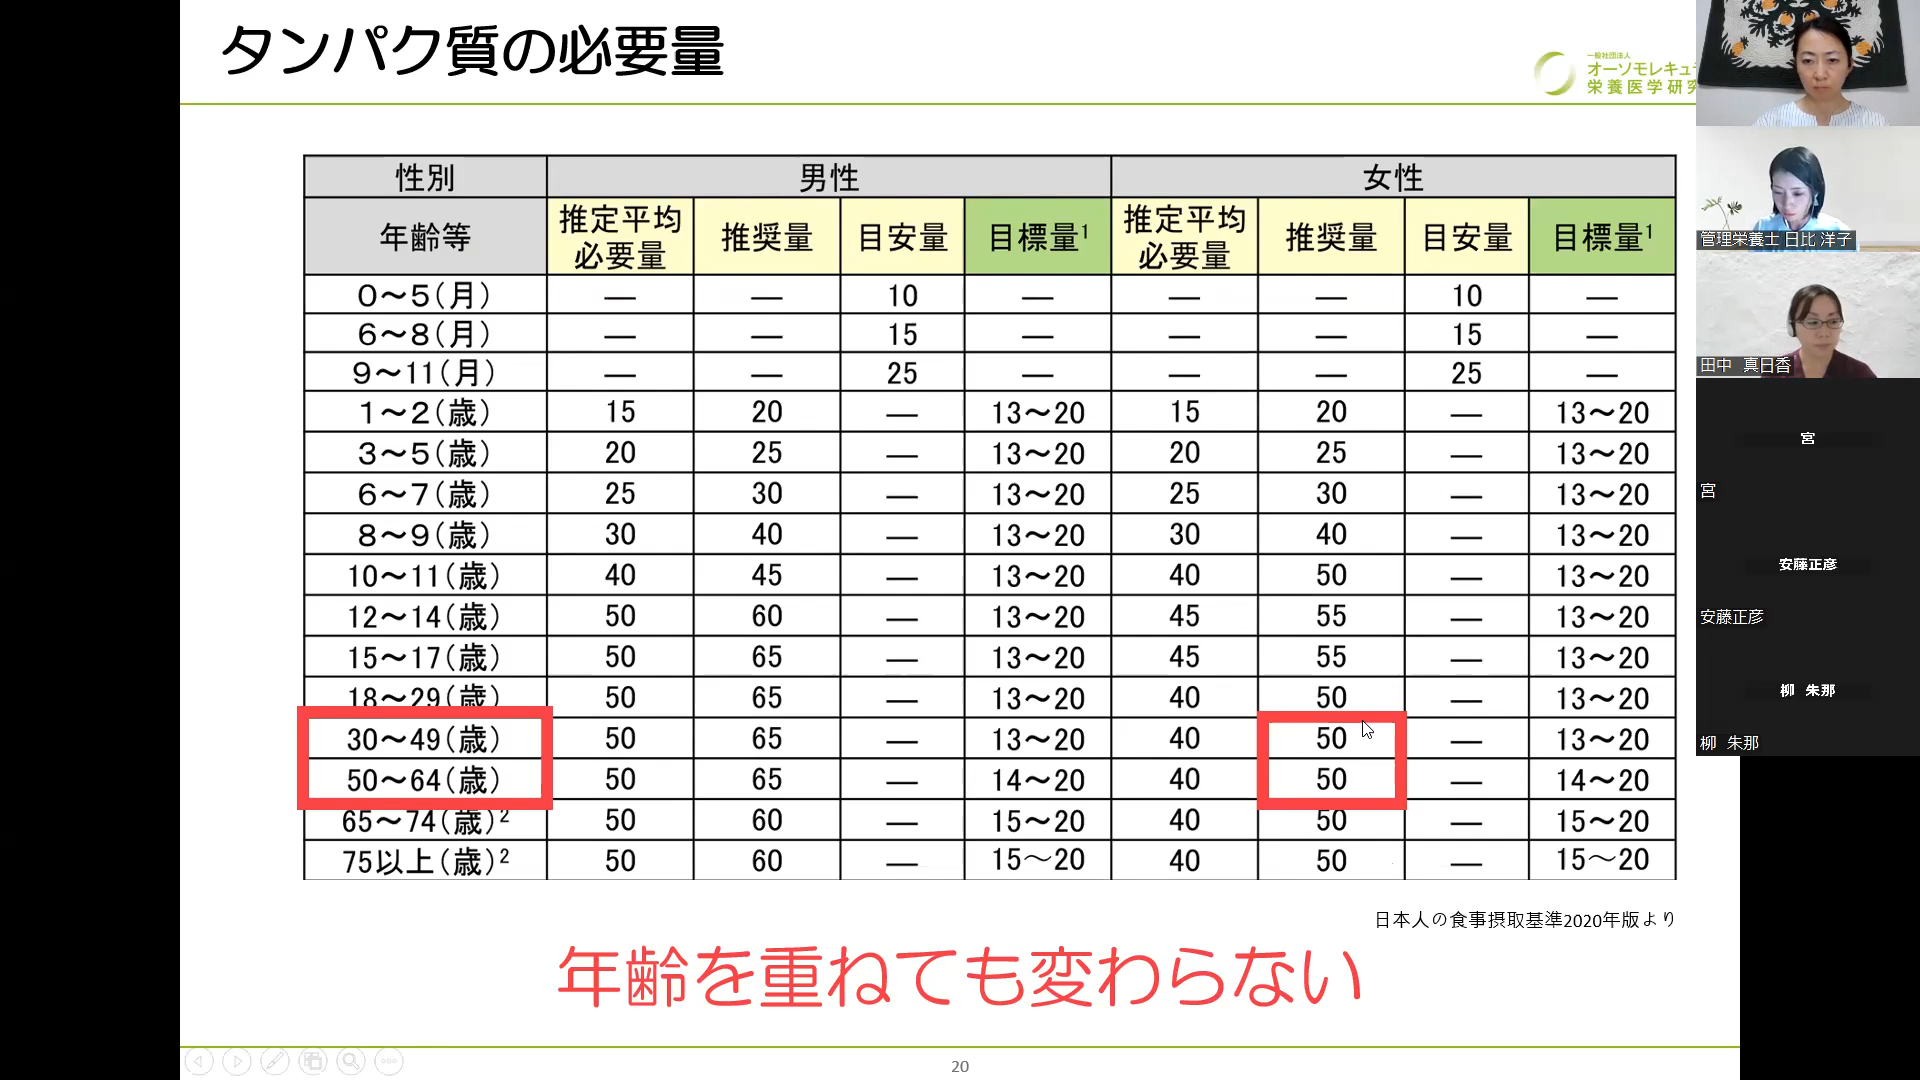 タンパク質の必要量
一般社団法人
オーソモレキュ
栄養医学研究
性別 男性 女性
年齢等 推定平均必要量 推奨量 目安量 目標量¹ 推定平均必要量 推奨量 目安量 目標量¹
0～5（月） — — 10 — — — 10 —
6～8（月） — — 15 — — — 15 —
9～11（月） — — 25 — — — 25 —
1～2（歳） 15 20 — 13～20 15 20 — 13～20
3～5（歳） 20 25 — 13～20 20 25 — 13～20
6～7（歳） 25 30 — 13～20 25 30 — 13～20
8～9（歳） 30 40 — 13～20 30 40 — 13～20
10～11（歳） 40 45 — 13～20 40 50 — 13～20
12～14（歳） 50 60 — 13～20 45 55 — 13～20
15～17（歳） 50 65 — 13～20 45 55 — 13～20
18～29（歳） 50 65 — 13～20 40 50 — 13～20
30～49（歳） 50 65 — 13～20 40 50 — 13～20
50～64（歳） 50 65 — 14～20 40 50 — 14～20
65～74（歳）² 50 60 — 15～20 40 50 — 15～20
75以上（歳）² 50 60 — 15～20 40 50 — 15～20
日本人の食事摂取基準2020年版より
年齢を重ねても変わらない
20
管理栄養士 日比 洋子
田中 真日香
宮
宮
安藤正彦
安藤正彦
柳 朱那
柳 朱那